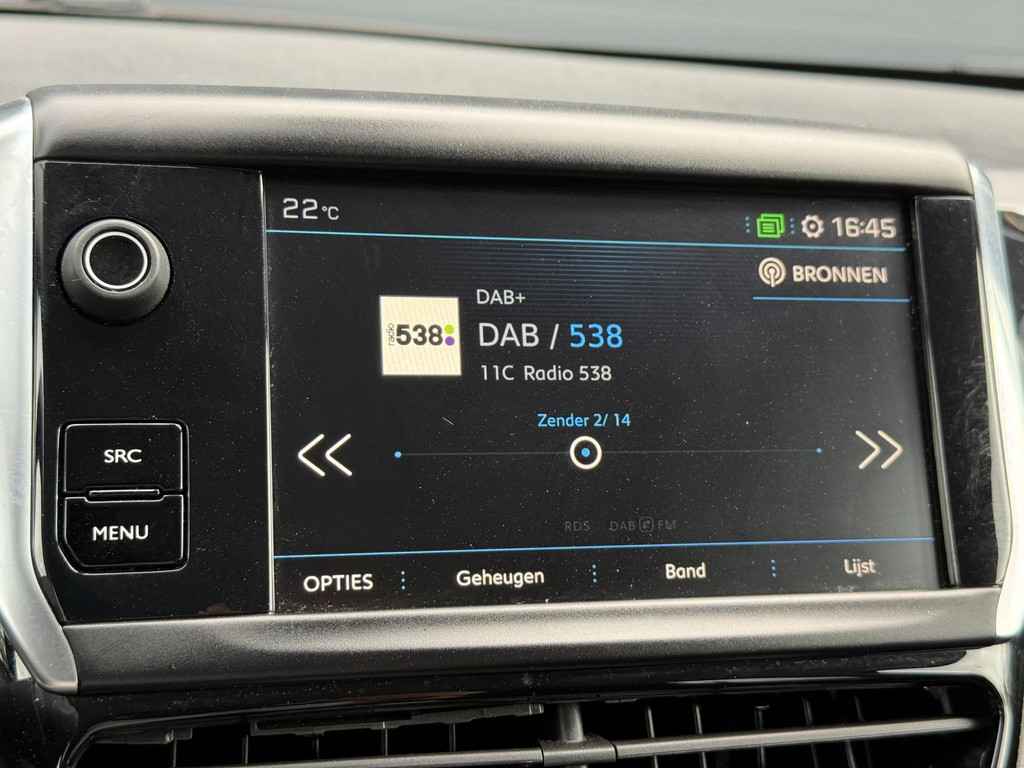 22°C
16:45
BRONNEN
DAB+
radio 538
DAB / 538
11C Radio 538
Zender 2/ 14
SRC
MENU
RDS DAB FM
OPTIES
Geheugen
Band
Lijst